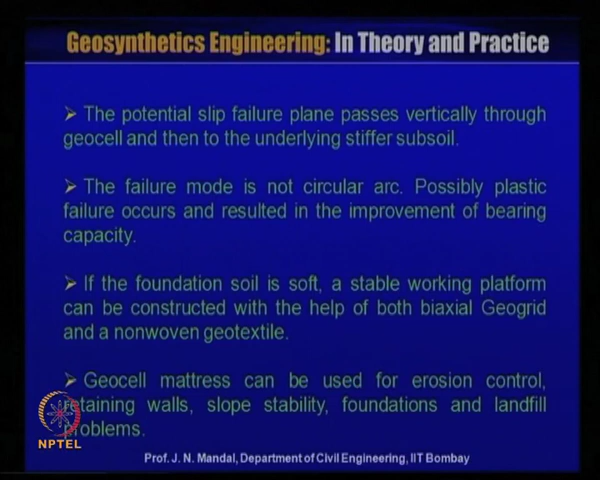 Geosynthetics Engineering: In Theory and Practice
➢ The potential slip failure plane passes vertically through
geocell and then to the underlying stiffer subsoil.
➢ The failure mode is not circular arc. Possibly plastic
failure occurs and resulted in the improvement of bearing
capacity.
➢ If the foundation soil is soft, a stable working platform
can be constructed with the help of both biaxial Geogrid
and a nonwoven geotextile.
➢ Geocell mattress can be used for erosion control,
retaining walls, slope stability, foundations and landfill
problems.
NPTEL
Prof. J. N. Mandal, Department of Civil Engineering, IIT Bombay